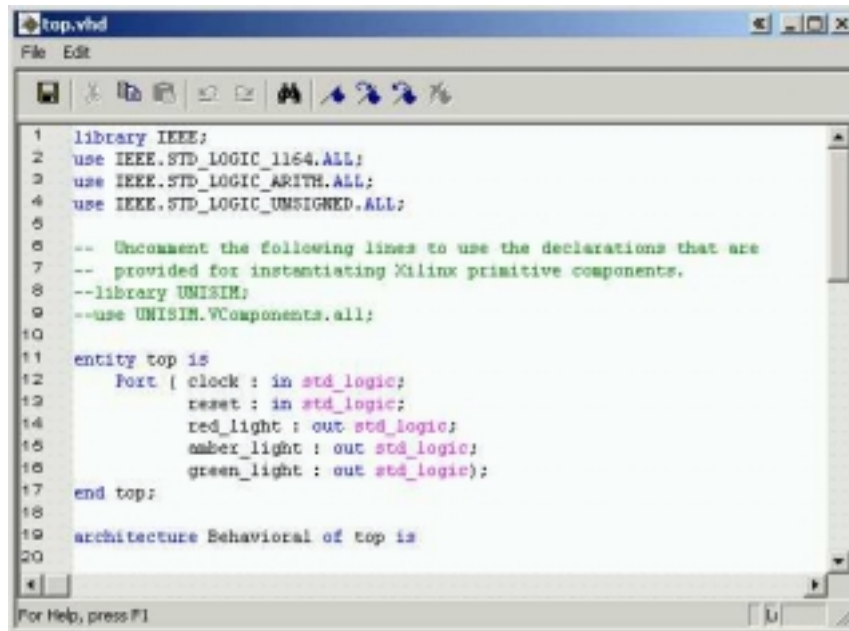 top.vhd
File Edit
1 library IEEE;
2 use IEEE.STD_LOGIC_1164.ALL;
3 use IEEE.STD_LOGIC_ARITH.ALL;
4 use IEEE.STD_LOGIC_UNSIGNED.ALL;
5
6 -- Uncomment the following lines to use the declarations that are
7 -- provided for instantiating Xilinx primitive components.
8 --library UNISIM;
9 --use UNISIM.VComponents.all;
10
11 entity top is
12 Port ( clock : in std_logic;
13 reset : in std_logic;
14 red_light : out std_logic;
15 amber_light : out std_logic;
16 green_light : out std_logic);
17 end top;
18
19 architecture Behavioral of top is
20
For Help, press F1